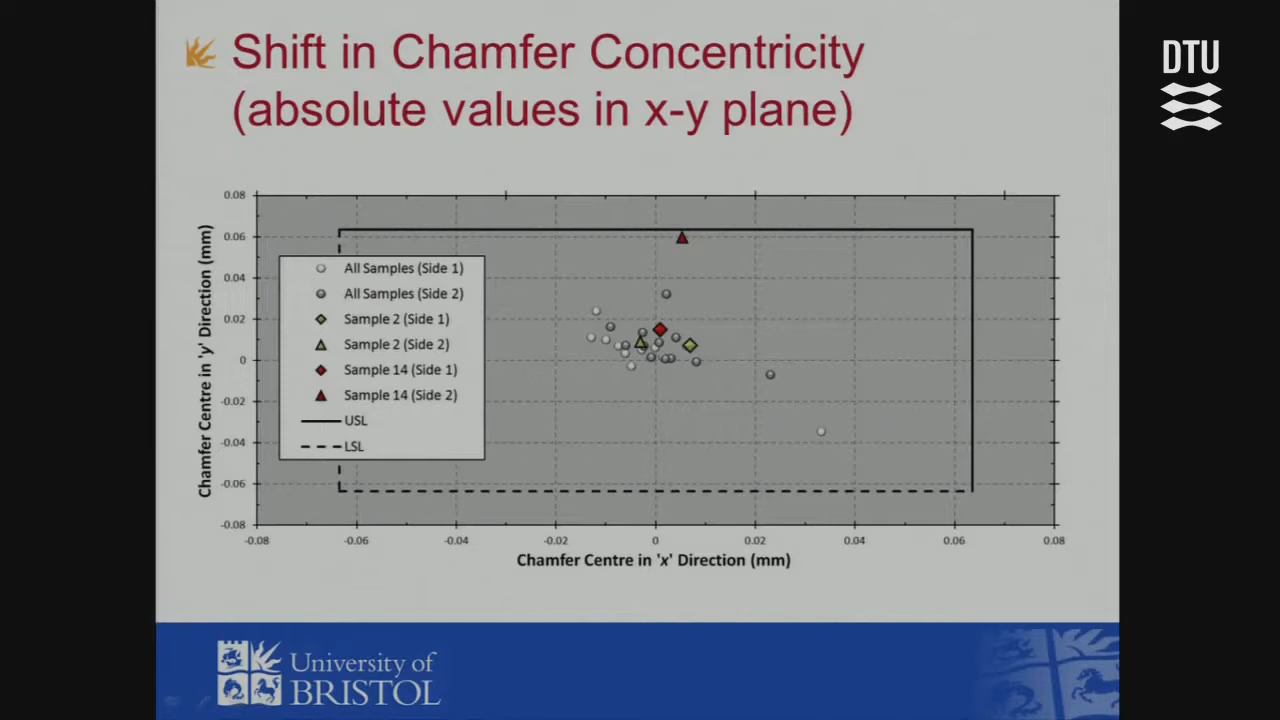 Shift in Chamfer Concentricity
(absolute values in x-y plane)
DTU
Chamfer Centre in 'y' Direction (mm)
0.08
0.06
0.04
0.02
0
-0.02
-0.04
-0.06
-0.08
All Samples (Side 1)
All Samples (Side 2)
Sample 2 (Side 1)
Sample 2 (Side 2)
Sample 14 (Side 1)
Sample 14 (Side 2)
USL
LSL
-0.08 -0.06 -0.04 -0.02 0 0.02 0.04 0.06 0.08
Chamfer Centre in 'x' Direction (mm)
University of
BRISTOL